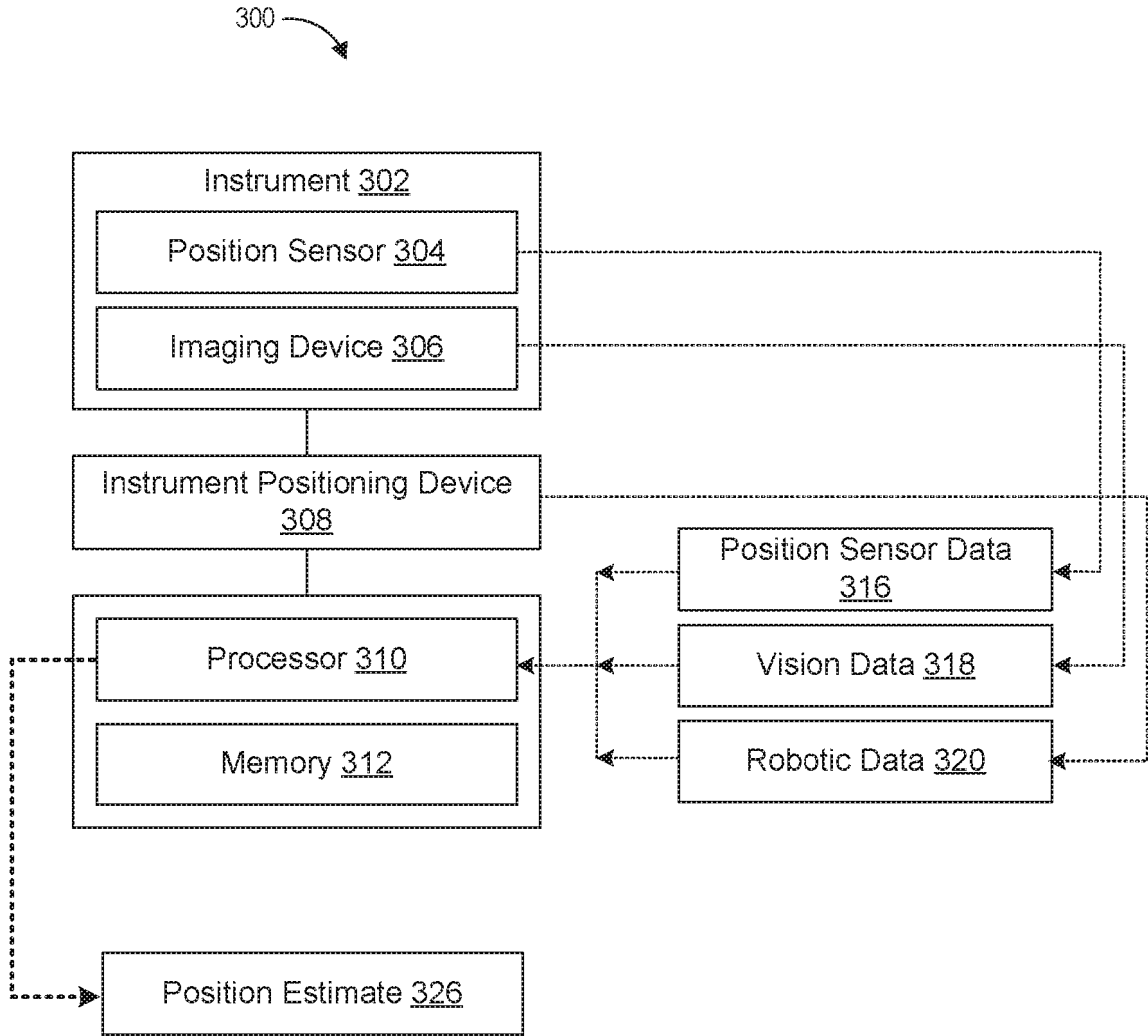 300
Instrument 302
Position Sensor 304
Imaging Device 306
Instrument Positioning Device
308
Position Sensor Data
316
Processor 310
Vision Data 318
Memory 312
Robotic Data 320
Position Estimate 326